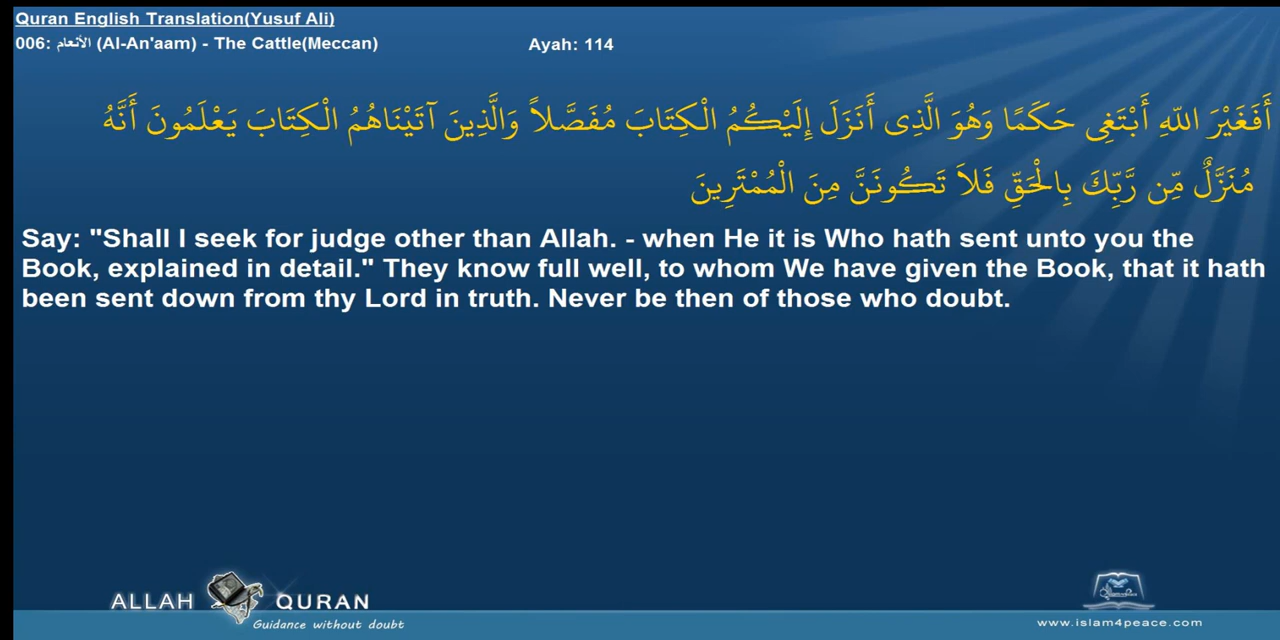 Quran English Translation(Yusuf Ali)
006: الأنعام (Al-An'aam) - The Cattle(Meccan)
Ayah: 114
أَفَغَيْرَ اللّهِ أَبْتَغِى حَكَمًا وَهُوَ الَّذِى أَنَزَلَ إِلَيْكُمُ الْكِتَابَ مُفَصَّلاً وَالَّذِينَ آتَيْنَاهُمُ الْكِتَابَ يَعْلَمُونَ أَنَّهُ
مُنَزَّلٌ مِّن رَّبِّكَ بِالْحَقِّ فَلاَ تَكُونَنَّ مِنَ الْمُمْتَرِينَ
Say: "Shall I seek for judge other than Allah. - when He it is Who hath sent unto you the
Book, explained in detail." They know full well, to whom We have given the Book, that it hath
been sent down from thy Lord in truth. Never be then of those who doubt.
ALLAH QURAN
Guidance without doubt
www.islam4peace.com